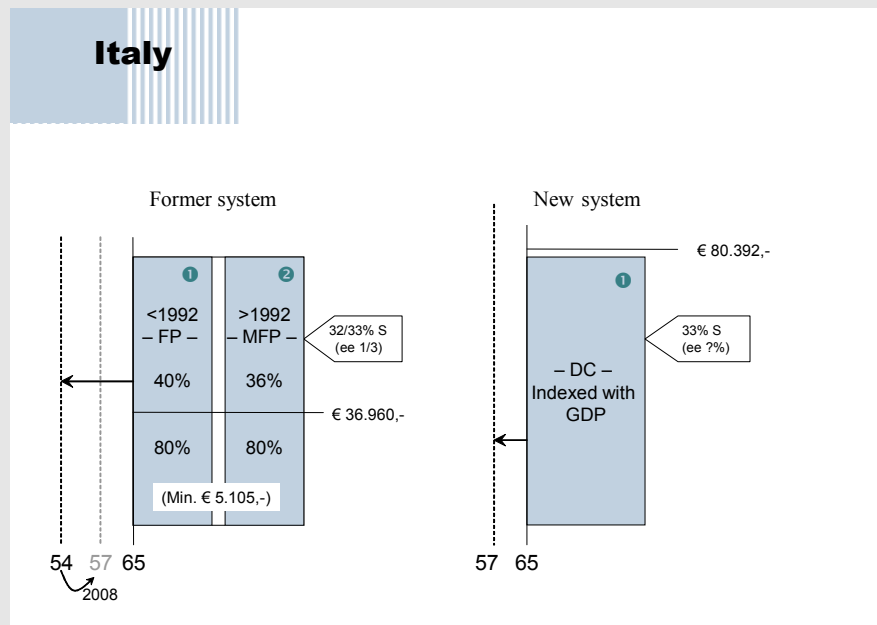 Italy
Former system
❶
❷
<1992
– FP –
40%
80%
>1992
– MFP –
36%
80%
(Min. € 5.105,-)
32/33% S
(ee 1/3)
€ 36.960,-
54 57 65
2008
New system
€ 80.392,-
❶
– DC –
Indexed with
GDP
33% S
(ee ?%)
57 65